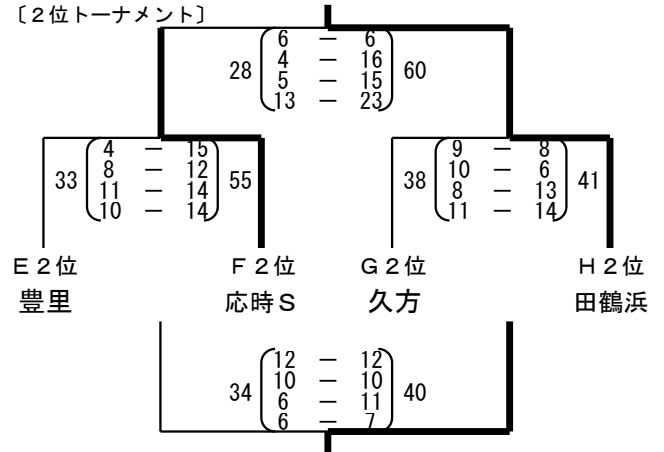 〔２位トーナメント〕
6 － 6
4 － 16
28 60
5 － 15
13 － 23
4 － 15 9 － 8
8 － 12 10 － 6
33 55 38 41
11 － 14 8 － 13
10 － 14 11 － 14
Ｅ２位 Ｆ２位 Ｇ２位 Ｈ２位
豊里 応時Ｓ 久方 田鶴浜
12 － 12
10 － 10
34 40
6 － 11
6 － 7